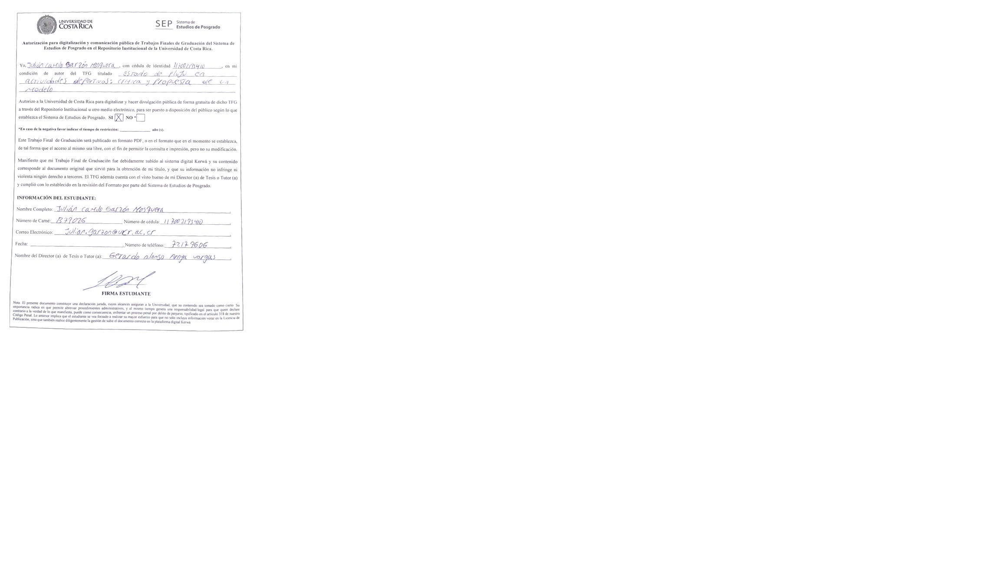 UNIVERSIDAD DE
COSTA RICA
SEP Sistema de
Estudios de Posgrado
Autorización para digitalización y comunicación pública de Trabajos Finales de Graduación del Sistema de
Estudios de Posgrado en el Repositorio Institucional de la Universidad de Costa Rica.
Yo, Julián Camilo Garzón Mosquera, con cédula de identidad 117002195410, en mi
condición de autor del TFG titulado Estado de Flujo en
actividades deportivas: crítica y propuesta de un
modelo
Autorizo a la Universidad de Costa Rica para digitalizar y hacer divulgación pública de forma gratuita de dicho TFG
a través del Repositorio Institucional u otro medio electrónico, para ser puesto a disposición del público según lo que
establezca el Sistema de Estudios de Posgrado. SI X NO *
*En caso de la negativa favor indicar el tiempo de restricción: ____________ año (s).
Este Trabajo Final de Graduación será publicado en formato PDF, o en el formato que en el momento se establezca,
de tal forma que el acceso al mismo sea libre, con el fin de permitir la consulta e impresión, pero no su modificación.
Manifiesto que mi Trabajo Final de Graduación fue debidamente subido al sistema digital Kerwá y su contenido
corresponde al documento original que sirvió para la obtención de mi título, y que su información no infringe ni
violenta ningún derecho a terceros. El TFG además cuenta con el visto bueno de mi Director (a) de Tesis o Tutor (a)
y cumplió con lo establecido en la revisión del Formato por parte del Sistema de Estudios de Posgrado.
INFORMACIÓN DEL ESTUDIANTE:
Nombre Completo: Julián Camilo Garzón Mosquera
Número de Carné: B79026 Número de cédula: 117002195410
Correo Electrónico: Julian.garzon@ucr.ac.cr
Fecha: ____________ Número de teléfono: 72179606
Nombre del Director (a) de Tesis o Tutor (a): Gerardo alonso Araya vargas
FIRMA ESTUDIANTE
Nota El presente documento constituye una declaración jurada, cuyos alcances aseguran a la Universidad, que su contenido sea tomado como cierto Su
importancia radica en que permite abreviar procedimientos administrativos, y al mismo tiempo genera una responsabilidad legal para que quien declare
contrario a la verdad de lo que manifiesta, puede como consecuencia, enfrentar un proceso penal por delito de perjurio, tipificado en el artículo 318 de nuestro
Código Penal. Lo anterior implica que el estudiante se vea forzado a realizar su mayor esfuerzo para que no sólo incluya información veraz en la Licencia de
Publicación, sino que también realice diligentemente la gestión de subir el documento correcto en la plataforma digital Kerwá